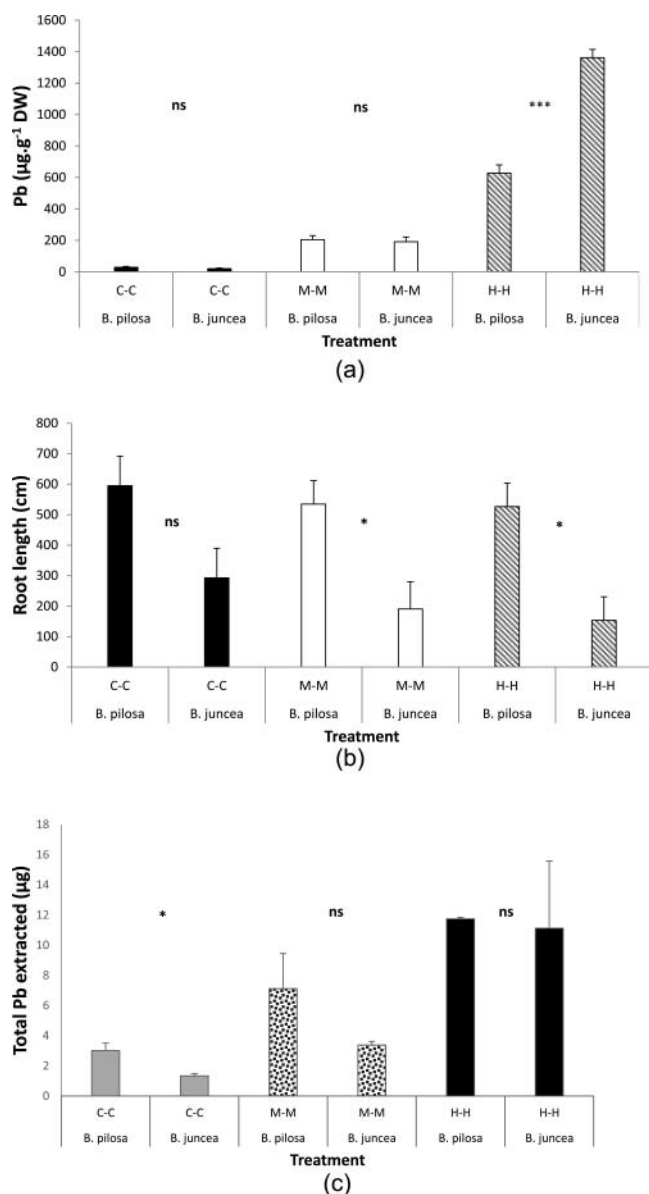 1600
1400
1200
1000
800
600
400
200
0
Pb (µg.g⁻¹ DW)
ns
ns
***
C-C C-C M-M M-M H-H H-H
B. pilosa B. juncea B. pilosa B. juncea B. pilosa B. juncea
Treatment
(a)
800
700
600
500
400
300
200
100
0
Root length (cm)
ns
*
*
C-C C-C M-M M-M H-H H-H
B. pilosa B. juncea B. pilosa B. juncea B. pilosa B. juncea
Treatment
(b)
18
16
14
12
10
8
6
4
2
0
Total Pb extracted (µg)
*
ns
ns
C-C C-C M-M M-M H-H H-H
B. pilosa B. juncea B. pilosa B. juncea B. pilosa B. juncea
Treatment
(c)